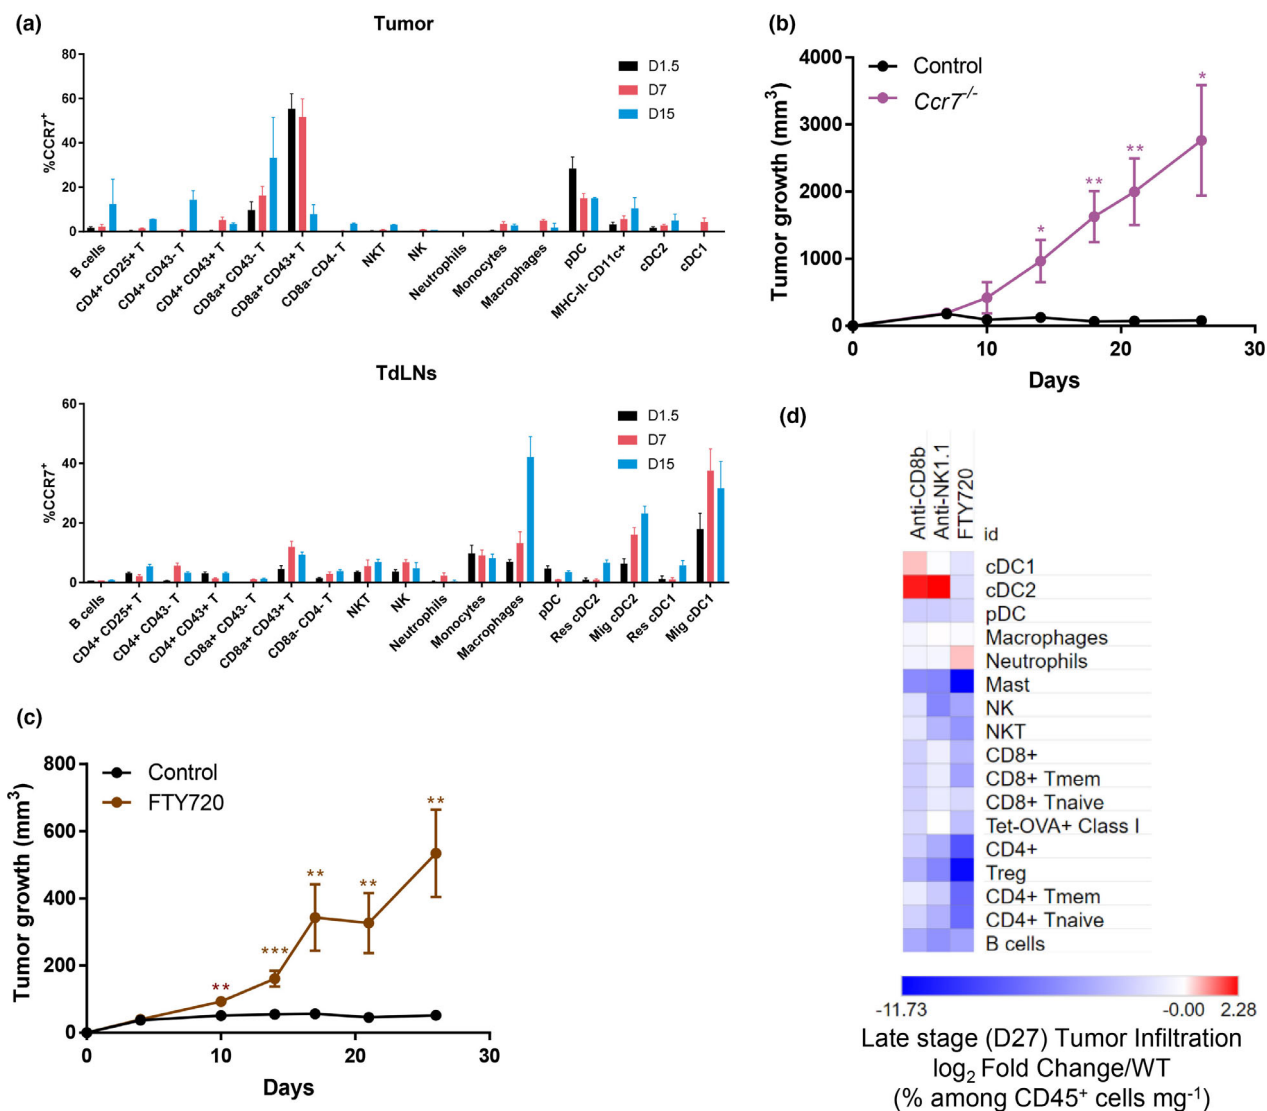 (a)
Tumor
80
60
40
20
0
%CCR7+
D1.5
D7
D15
B cells
CD4+ CD25+ T
CD4+ CD43- T
CD4+ CD43+ T
CD8a+ CD43- T
CD8a+ CD43+ T
CD8a- CD4- T
NKT
NK
Neutrophils
Monocytes
Macrophages
pDC
MHC-II- CD11c+
cDC2
cDC1
TdLNs
60
40
20
0
%CCR7+
D1.5
D7
D15
B cells
CD4+ CD25+ T
CD4+ CD43- T
CD4+ CD43+ T
CD8a+ CD43- T
CD8a+ CD43+ T
CD8a- CD4- T
NKT
NK
Neutrophils
Monocytes
Macrophages
pDC
Res cDC2
Mig cDC2
Res cDC1
Mig cDC1
(b)
Control
Ccr7-/-
4000
3000
2000
1000
0
Tumor growth (mm3)
*
**
**
*
0
10
20
30
Days
(c)
Control
FTY720
800
600
400
200
0
Tumor growth (mm3)
**
***
**
**
**
0
10
20
30
Days
(d)
Anti-CD8b
Anti-NK1.1
FTY720
id
cDC1
cDC2
pDC
Macrophages
Neutrophils
Mast
NK
NKT
CD8+
CD8+ Tmem
CD8+ Tnaive
Tet-OVA+ Class I
CD4+
Treg
CD4+ Tmem
CD4+ Tnaive
B cells
-11.73
-0.00
2.28
Late stage (D27) Tumor Infiltration
log2 Fold Change/WT
(% among CD45+ cells mg-1)